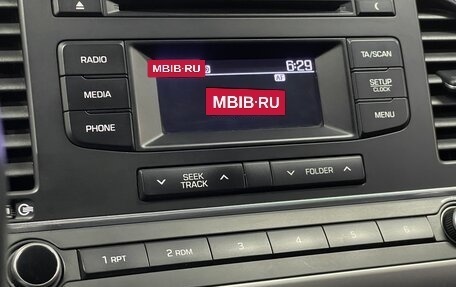 RADIO
MBIB·RU
6:29
TA/SCAN
AF
MEDIA
MBIB·RU
SETUP
CLOCK
PHONE
MENU
SEEK
TRACK
FOLDER
1 RPT
2 RDM
3
4
5
6